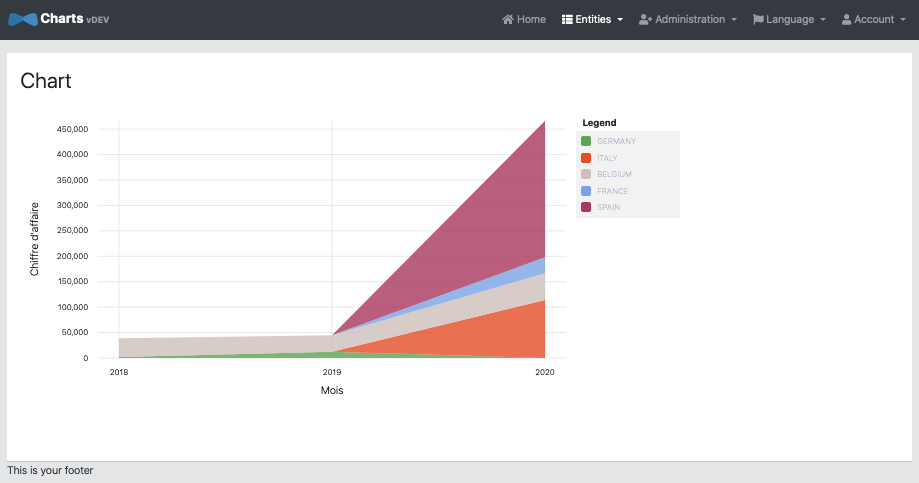 Charts vDEV
Home Entities Administration Language Account
Chart
450,000
400,000
350,000
300,000
250,000
200,000
150,000
100,000
50,000
0
Chiffre d'affaire
2018 2019 2020
Mois
Legend
GERMANY
ITALY
BELGIUM
FRANCE
SPAIN
This is your footer